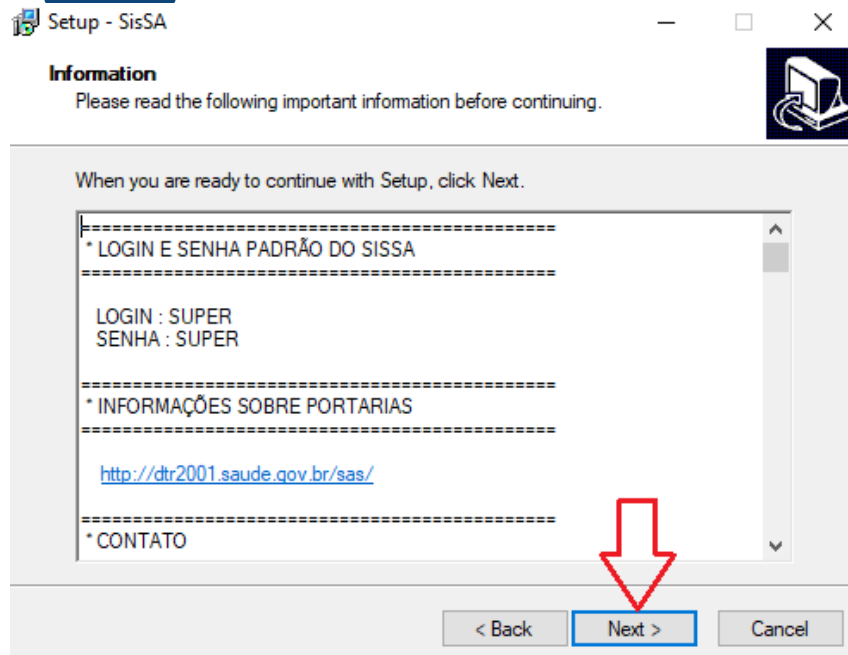 Setup - SisSA
Information
Please read the following important information before continuing.
When you are ready to continue with Setup, click Next.
==============================================
* LOGIN E SENHA PADRÃO DO SISSA
==============================================
LOGIN : SUPER
SENHA : SUPER
==============================================
* INFORMAÇÕES SOBRE PORTARIAS
==============================================
http://dtr2001.saude.gov.br/sas/
==============================================
* CONTATO
< Back
Next >
Cancel